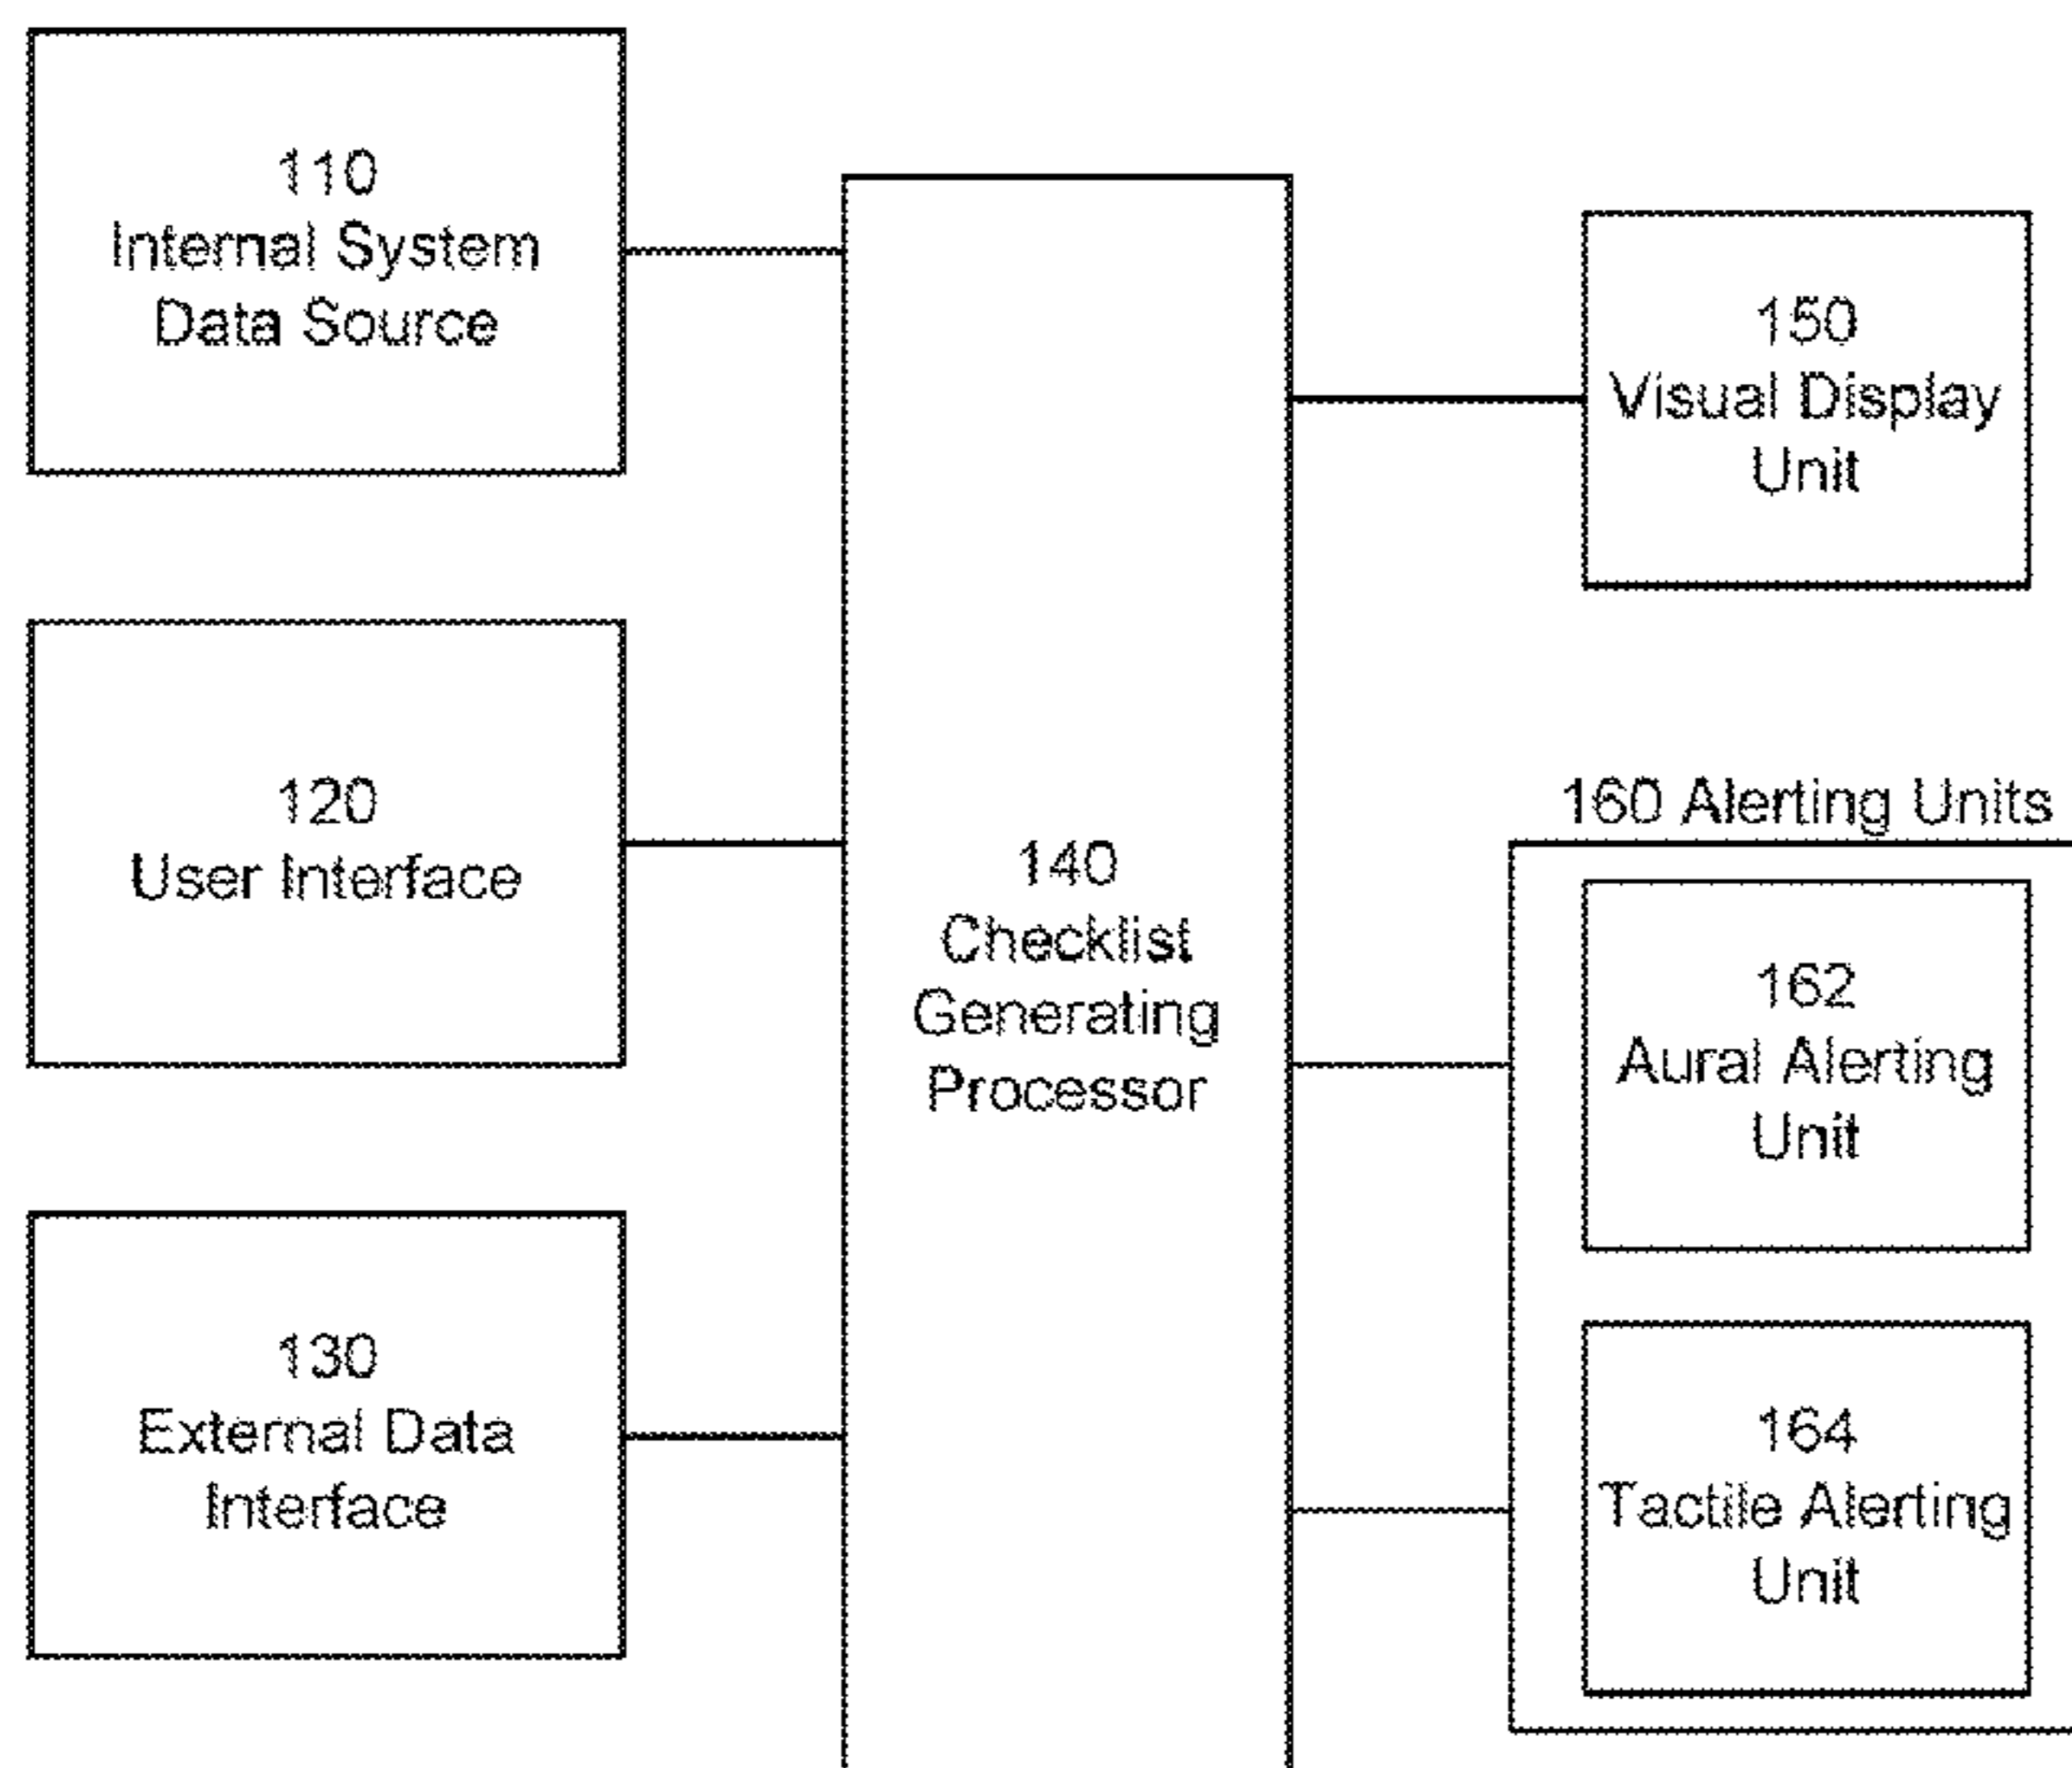 110
Internal System
Data Source
120
User Interface
130
External Data
Interface
140
Checklist
Generating
Processor
150
Visual Display
Unit
160 Alerting Units
162
Aural Alerting
Unit
164
Tactile Alerting
Unit